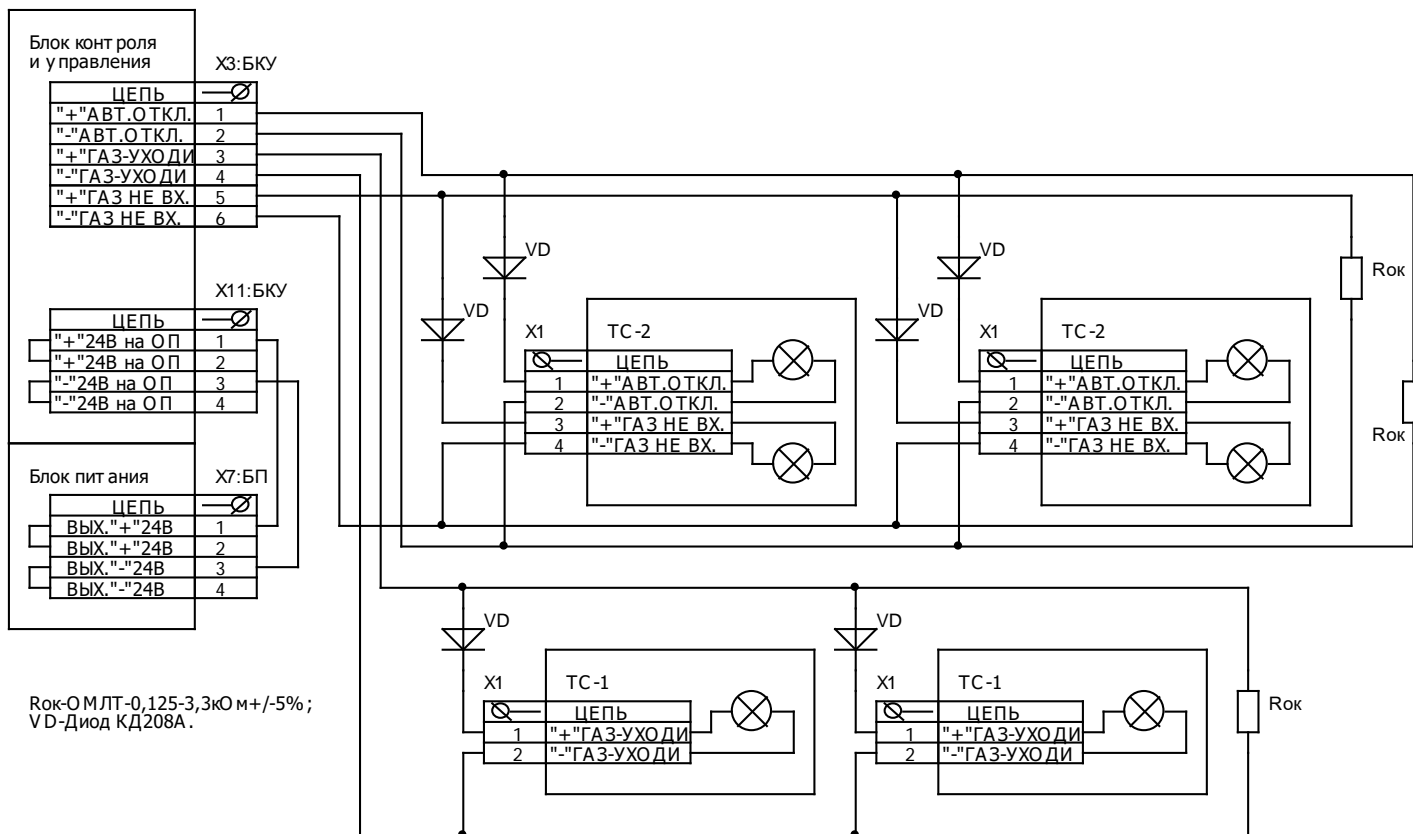 Блок контроля
и управления
X3:БКУ
ЦЕПЬ
"+"АВТ.ОТКЛ. 1
"-"АВТ.ОТКЛ. 2
"+"ГАЗ-УХОДИ 3
"-"ГАЗ-УХОДИ 4
"+"ГАЗ НЕ ВХ. 5
"-"ГАЗ НЕ ВХ. 6
X11:БКУ
ЦЕПЬ
"+"24В на ОП 1
"+"24В на ОП 2
"-"24В на ОП 3
"-"24В на ОП 4
Блок питания
X7:БП
ЦЕПЬ
ВЫХ."+"24В 1
ВЫХ."+"24В 2
ВЫХ."-"24В 3
ВЫХ."-"24В 4
Rок-ОМЛТ-0,125-3,3кОм+/-5%;
VD-Диод КД208А.
VD
VD
X1
ТС-2
ЦЕПЬ
1 "+"АВТ.ОТКЛ.
2 "-"АВТ.ОТКЛ.
3 "+"ГАЗ НЕ ВХ.
4 "-"ГАЗ НЕ ВХ.
VD
VD
X1
ТС-2
ЦЕПЬ
1 "+"АВТ.ОТКЛ.
2 "-"АВТ.ОТКЛ.
3 "+"ГАЗ НЕ ВХ.
4 "-"ГАЗ НЕ ВХ.
Rок
Rок
VD
X1
ТС-1
ЦЕПЬ
1 "+"ГАЗ-УХОДИ
2 "-"ГАЗ-УХОДИ
VD
X1
ТС-1
ЦЕПЬ
1 "+"ГАЗ-УХОДИ
2 "-"ГАЗ-УХОДИ
Rок